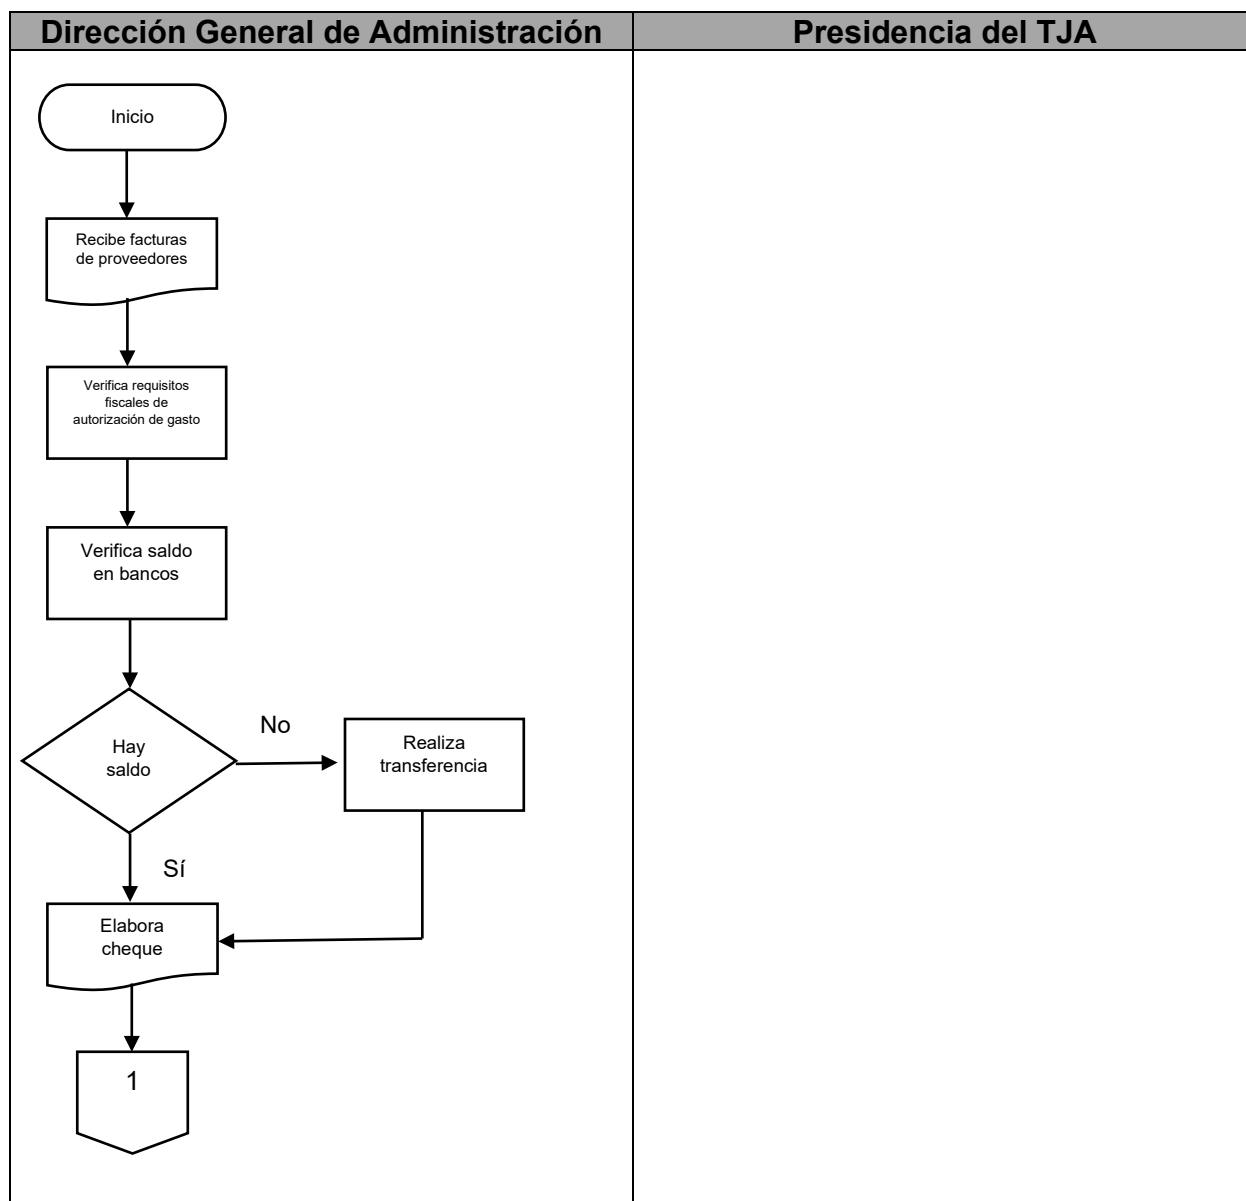 Dirección General de Administración
Presidencia del TJA
Inicio
Recibe facturas
de proveedores
Verifica requisitos
fiscales de
autorización de gasto
Verifica saldo
en bancos
Hay
saldo
No
Realiza
transferencia
Sí
Elabora
cheque
1